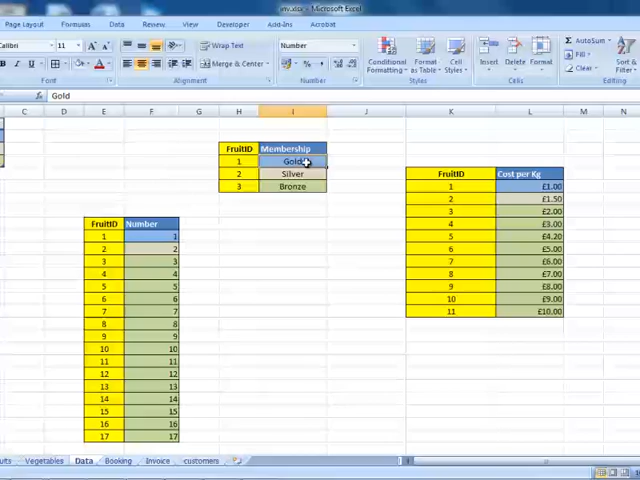 inv.xlsx - Microsoft Excel
Page Layout Formulas Data Review View Developer Add-Ins Acrobat
Calibri 11 A A Wrap Text Number
B I U A Merge & Center % , Conditional Formatting Format as Table Cell Styles Insert Delete Format AutoSum Fill Clear
Font Alignment Number Styles Cells
fx Gold
C D E F G H I J K L M N
FruitID Membership
1 Gold
2 Silver
3 Bronze
FruitID Cost per Kg
1 £1.00
2 £1.50
3 £2.00
4 £3.00
5 £4.20
6 £5.00
7 £6.00
8 £7.00
9 £8.00
10 £9.00
11 £10.00
FruitID Number
1 1
2 2
3 3
4 4
5 5
6 6
7 7
8 8
9 9
10 10
11 11
12 12
13 13
14 14
15 15
16 16
17 17
uits Vegetables Data Booking Invoice customers